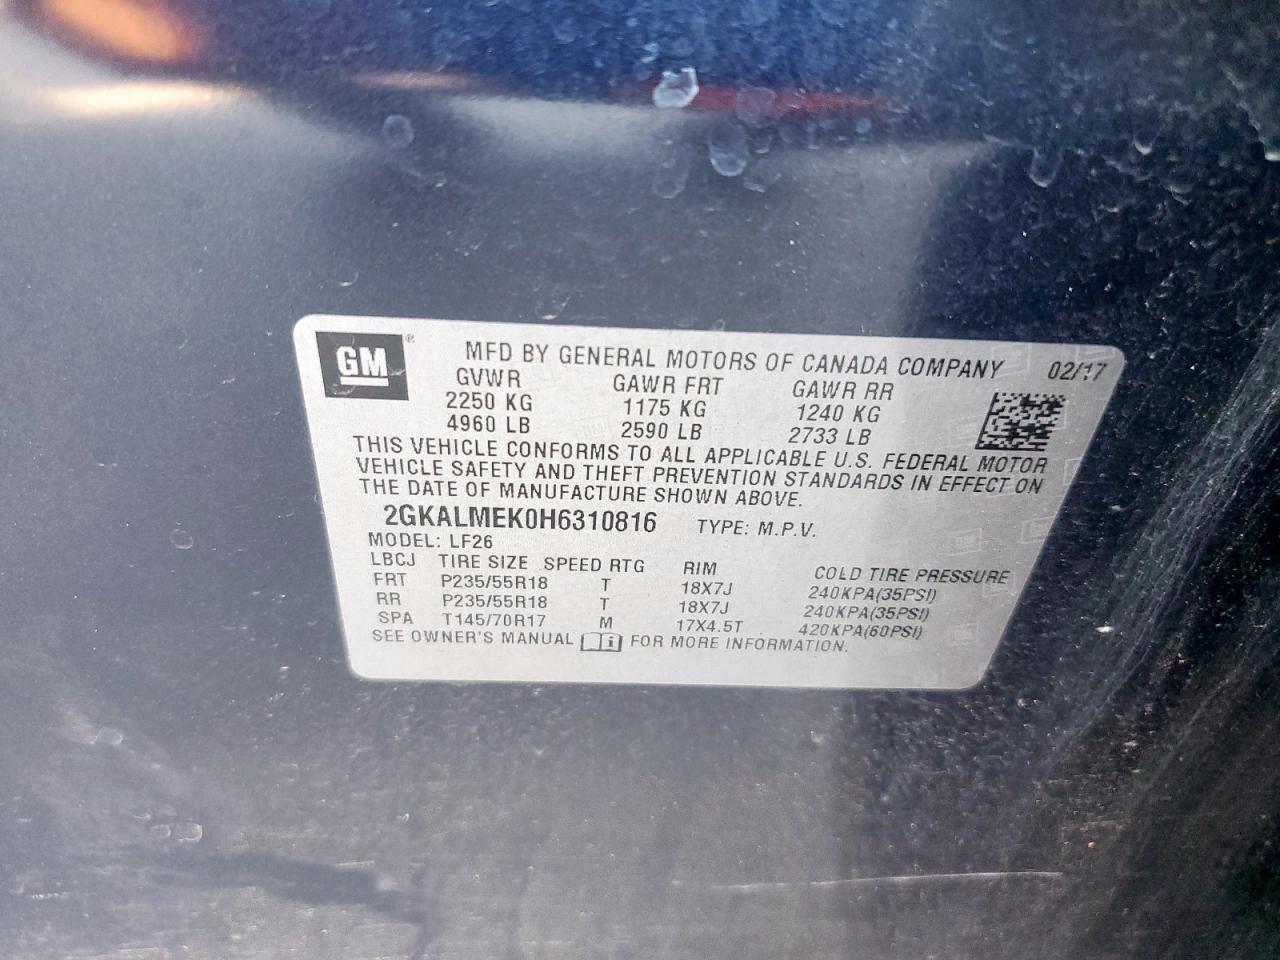 GM ®
MFD BY GENERAL MOTORS OF CANADA COMPANY 02/17
GVWR GAWR FRT GAWR RR
2250 KG 1175 KG 1240 KG
4960 LB 2590 LB 2733 LB
THIS VEHICLE CONFORMS TO ALL APPLICABLE U.S. FEDERAL MOTOR
VEHICLE SAFETY AND THEFT PREVENTION STANDARDS IN EFFECT ON
THE DATE OF MANUFACTURE SHOWN ABOVE.
2GKALMEK0H6310816 TYPE: M.P.V.
MODEL: LF26
LBCJ TIRE SIZE SPEED RTG RIM COLD TIRE PRESSURE
FRT P235/55R18 T 18X7J 240KPA(35PSI)
RR P235/55R18 T 18X7J 240KPA(35PSI)
SPA T145/70R17 M 17X4.5T 420KPA(60PSI)
SEE OWNER'S MANUAL i FOR MORE INFORMATION.